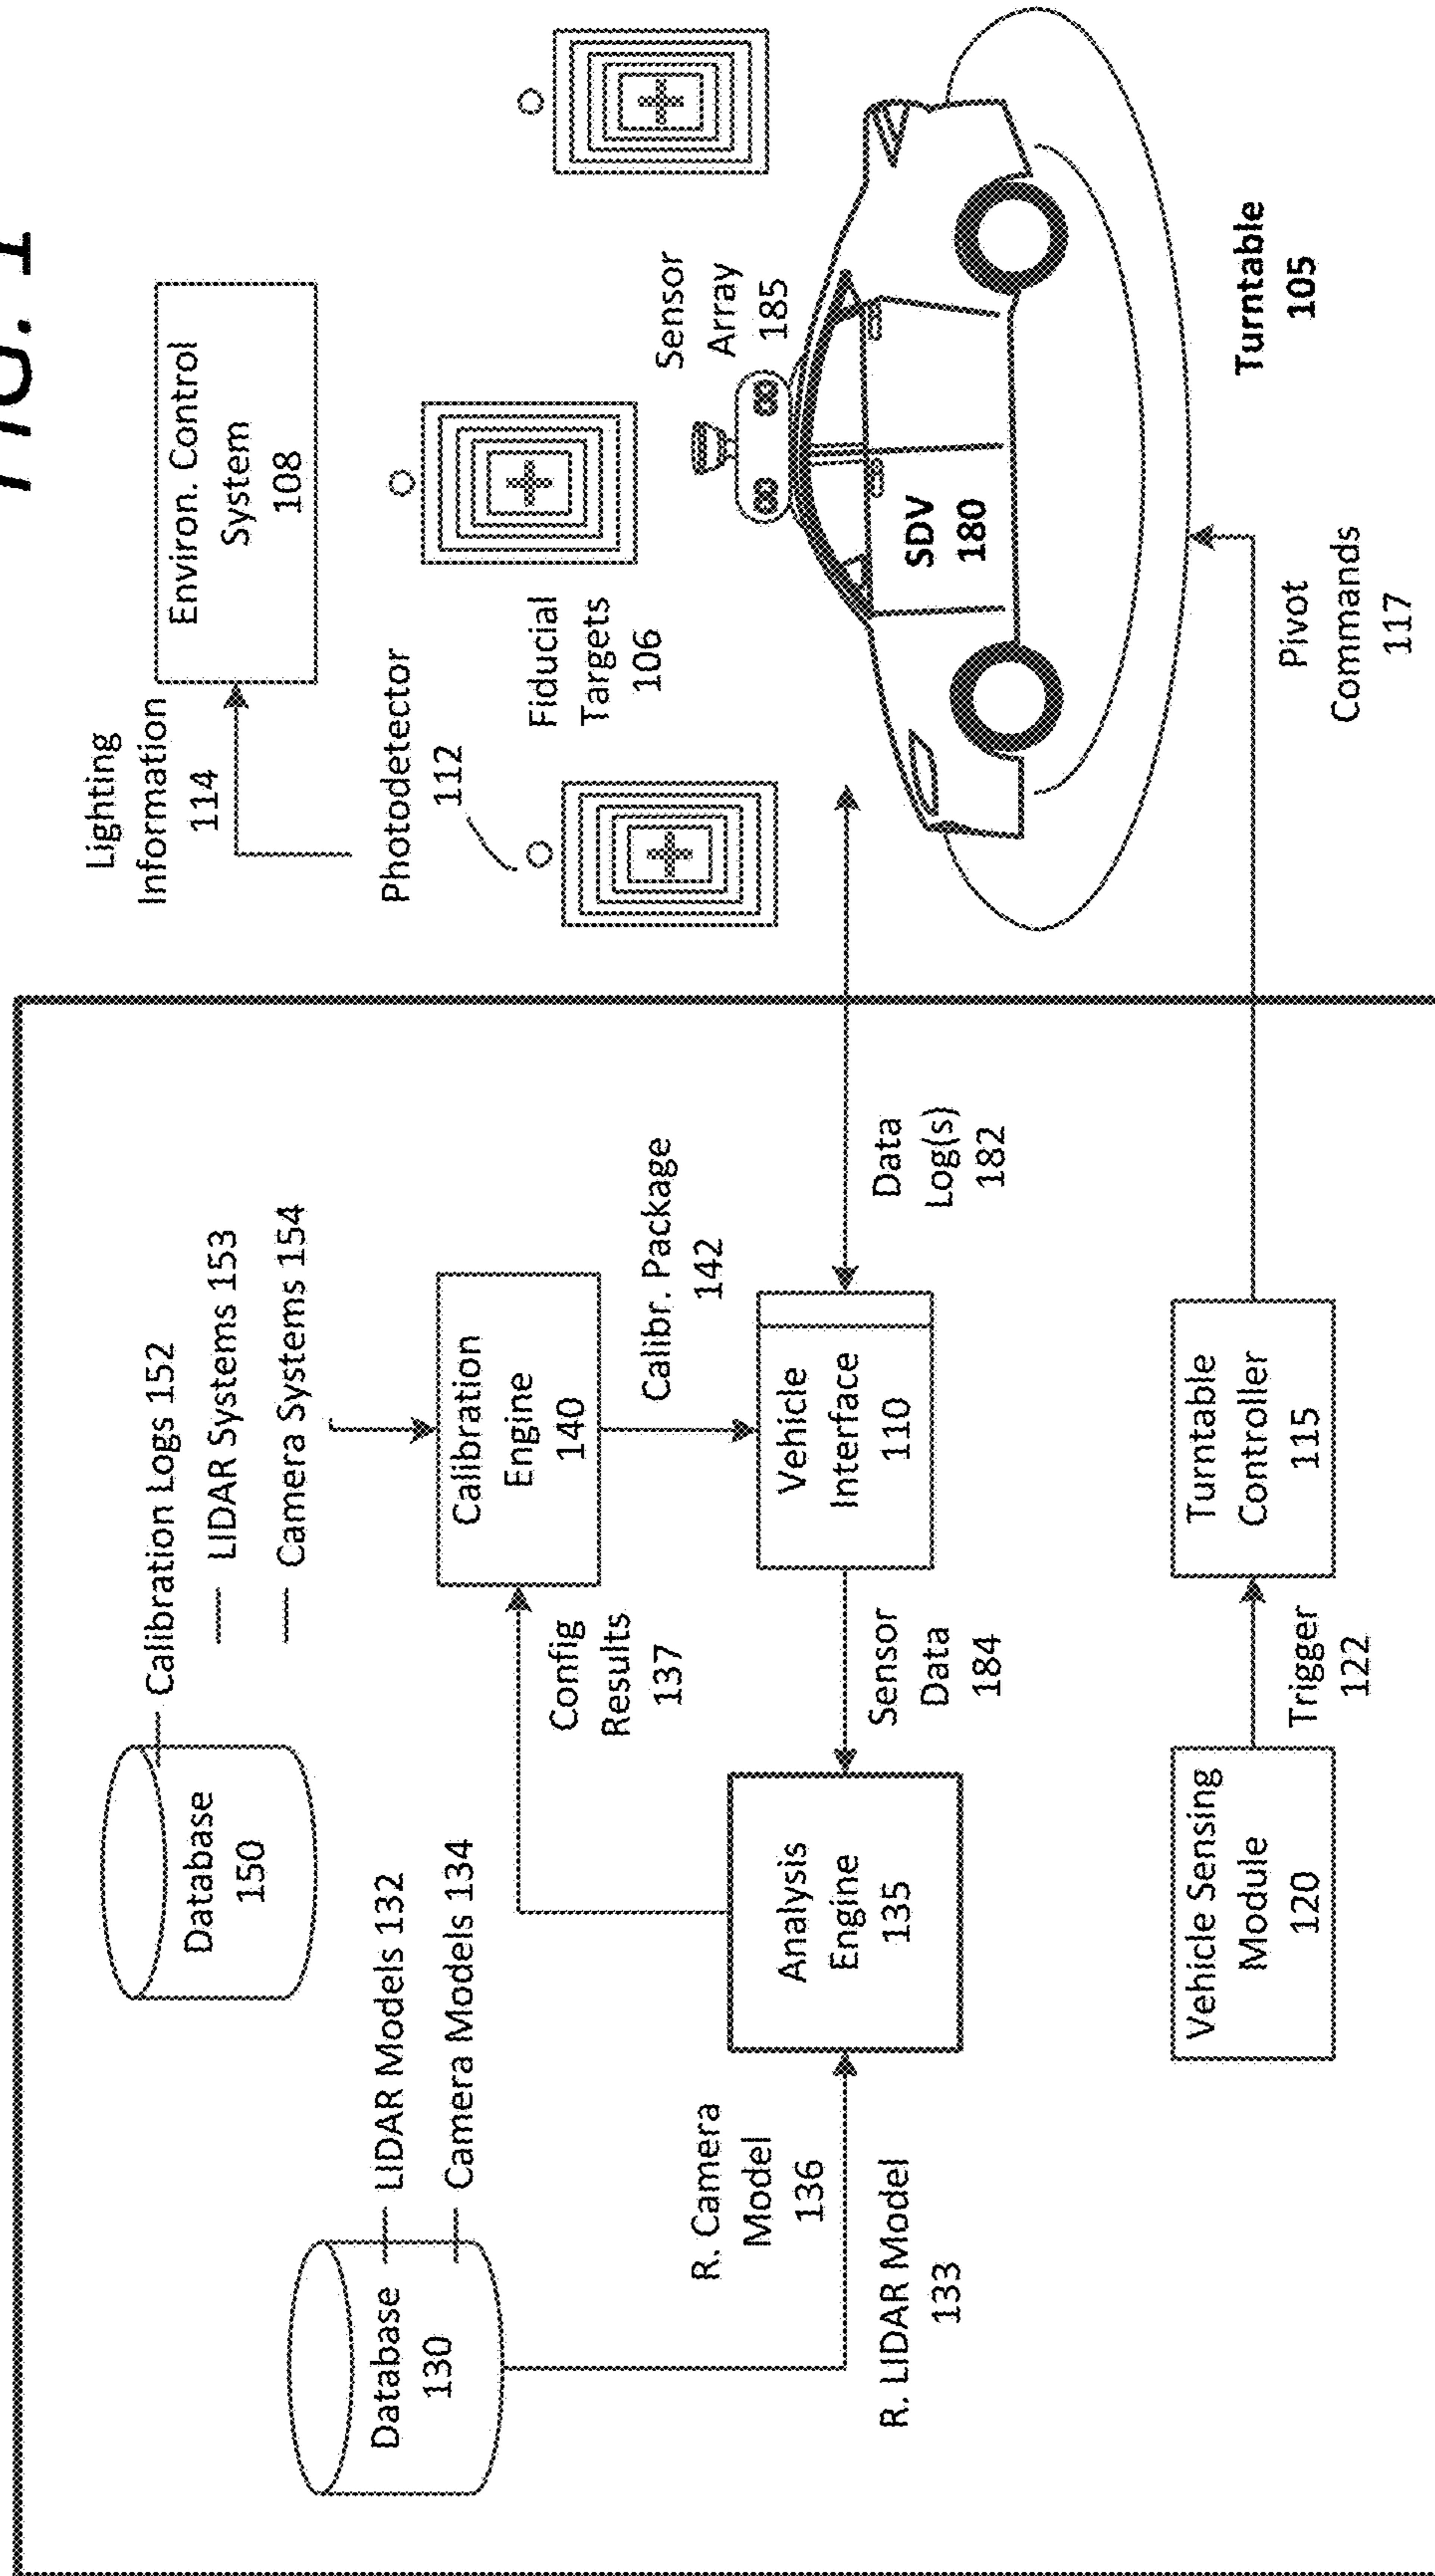 FIG. 1
Lighting
Information
114
Environ. Control
System
108
Photodetector
112
Fiducial
Targets
106
Sensor
Array
185
SDV
180
Turntable
105
Pivot
Commands
117
Database
150
Calibration Logs 152
LIDAR Systems 153
Camera Systems 154
Database
130
LIDAR Models 132
Camera Models 134
Calibration
Engine
140
Config
Results
137
Calibr. Package
142
R. Camera
Model
136
R. LIDAR Model
133
Analysis
Engine
135
Sensor
Data
184
Vehicle
Interface
110
Data
Log(s)
182
Vehicle Sensing
Module
120
Trigger
122
Turntable
Controller
115